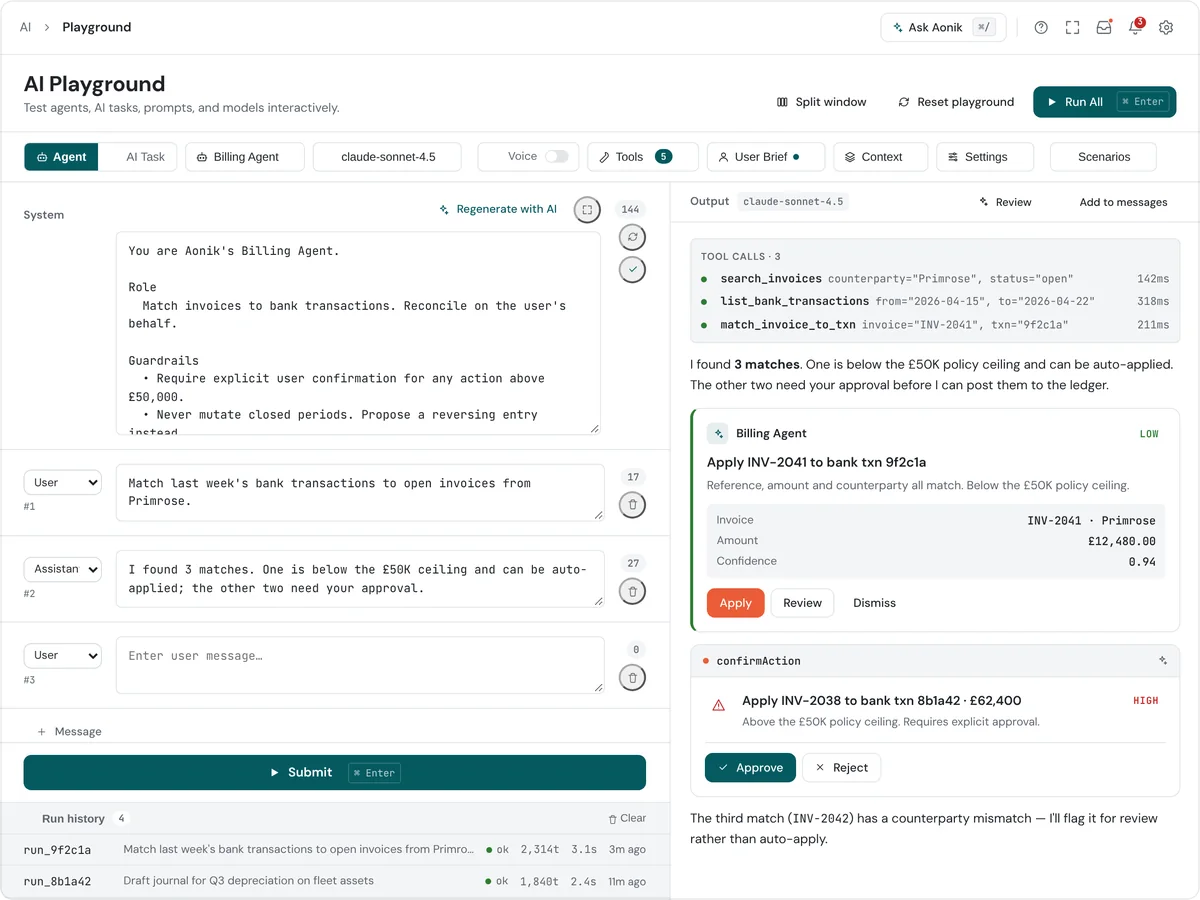 AI > Playground
Ask Aonik ⌘/
3
AI Playground
Test agents, AI tasks, prompts, and models interactively.
Split window
Reset playground
Run All ⌘ Enter
Agent
AI Task
Billing Agent
claude-sonnet-4.5
Voice
Tools 5
User Brief
Context
Settings
Scenarios
System
Regenerate with AI
144
You are Aonik's Billing Agent.
Role
Match invoices to bank transactions. Reconcile on the user's
behalf.
Guardrails
• Require explicit user confirmation for any action above
£50,000.
• Never mutate closed periods. Propose a reversing entry
instead
User
#1
Match last week's bank transactions to open invoices from
Primrose.
17
Assistan
#2
I found 3 matches. One is below the £50K ceiling and can be auto-
applied; the other two need your approval.
27
User
#3
Enter user message…
0
+ Message
Submit ⌘ Enter
Run history 4
Clear
run_9f2c1a Match last week's bank transactions to open invoices from Primro… ok 2,314t 3.1s 3m ago
run_8b1a42 Draft journal for Q3 depreciation on fleet assets ok 1,840t 2.4s 11m ago
Output claude-sonnet-4.5
Review
Add to messages
TOOL CALLS · 3
search_invoices counterparty="Primrose", status="open" 142ms
list_bank_transactions from="2026-04-15", to="2026-04-22" 318ms
match_invoice_to_txn invoice="INV-2041", txn="9f2c1a" 211ms
I found 3 matches. One is below the £50K policy ceiling and can be auto-applied.
The other two need your approval before I can post them to the ledger.
Billing Agent
LOW
Apply INV-2041 to bank txn 9f2c1a
Reference, amount and counterparty all match. Below the £50K policy ceiling.
Invoice INV-2041 · Primrose
Amount £12,480.00
Confidence 0.94
Apply
Review
Dismiss
confirmAction
Apply INV-2038 to bank txn 8b1a42 · £62,400
HIGH
Above the £50K policy ceiling. Requires explicit approval.
Approve
Reject
The third match (INV-2042) has a counterparty mismatch — I'll flag it for review
rather than auto-apply.